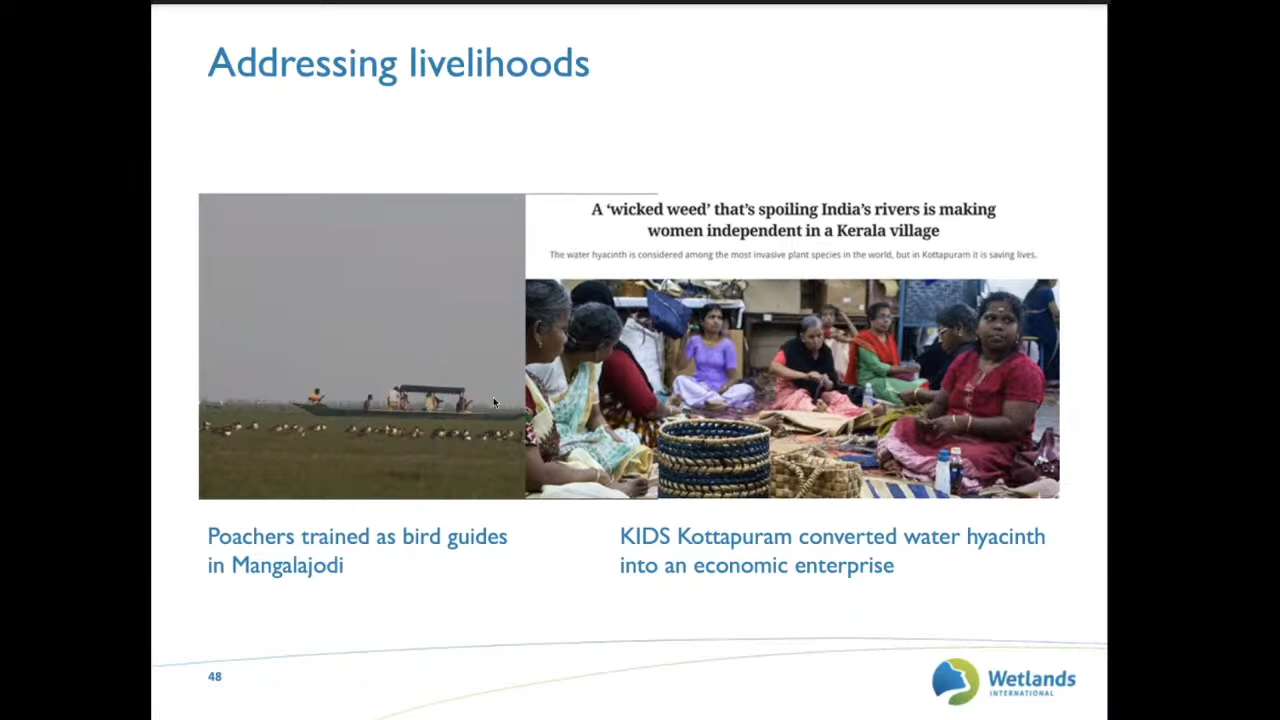 Addressing livelihoods
A ‘wicked weed’ that’s spoiling India’s rivers is making
women independent in a Kerala village
The water hyacinth is considered among the most invasive plant species in the world, but in Kottapuram it is saving lives.
Poachers trained as bird guides
in Mangalajodi
KIDS Kottapuram converted water hyacinth
into an economic enterprise
48
Wetlands
INTERNATIONAL